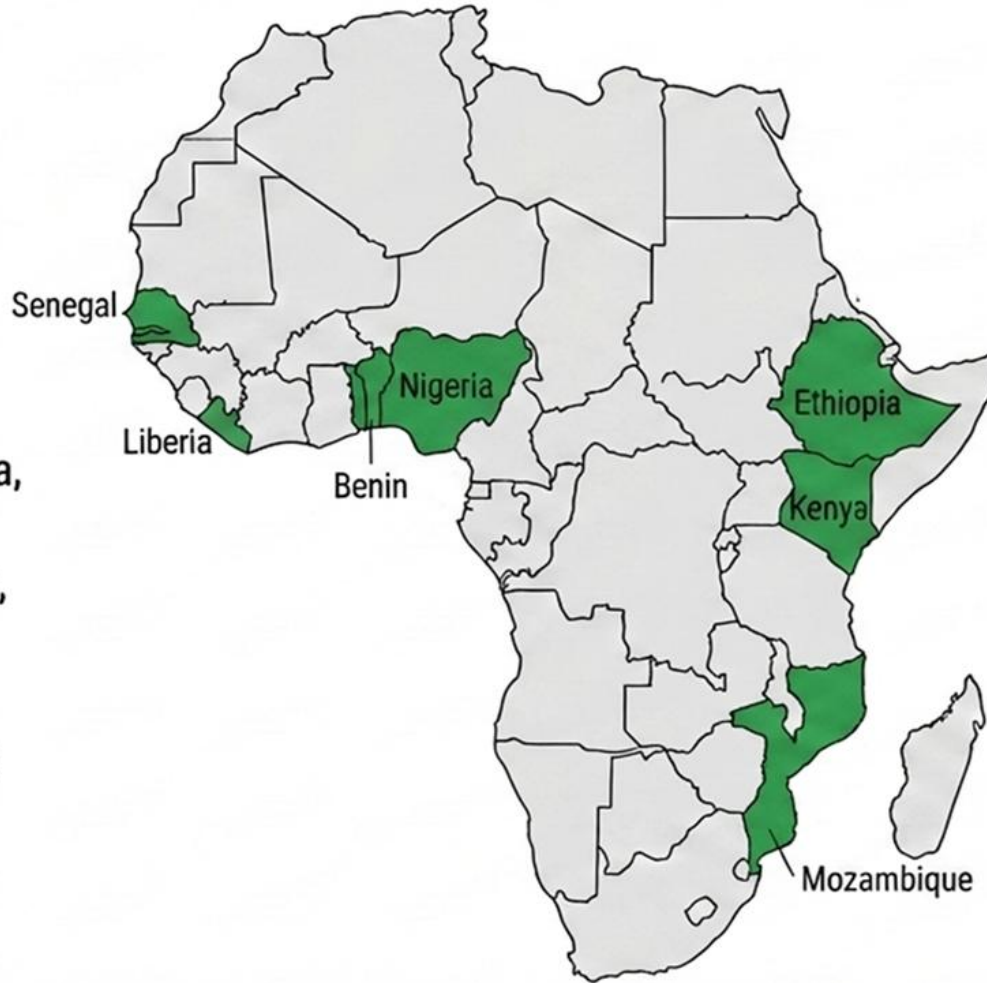 Senegal
Nigeria
Ethiopia
Liberia
a,
Benin
Kenya
,
Mozambique